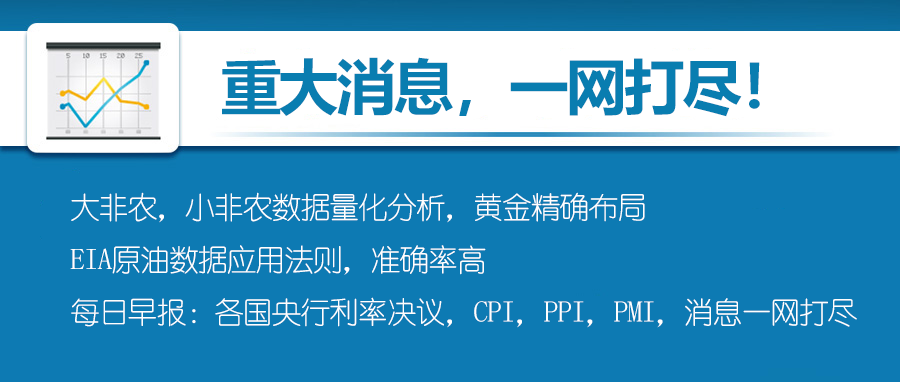 5 10 15 20 25
重大消息，一网打尽！
大非农，小非农数据量化分析，黄金精确布局
EIA原油数据应用法则，准确率高
每日早报：各国央行利率决议，CPI，PPI，PMI，消息一网打尽